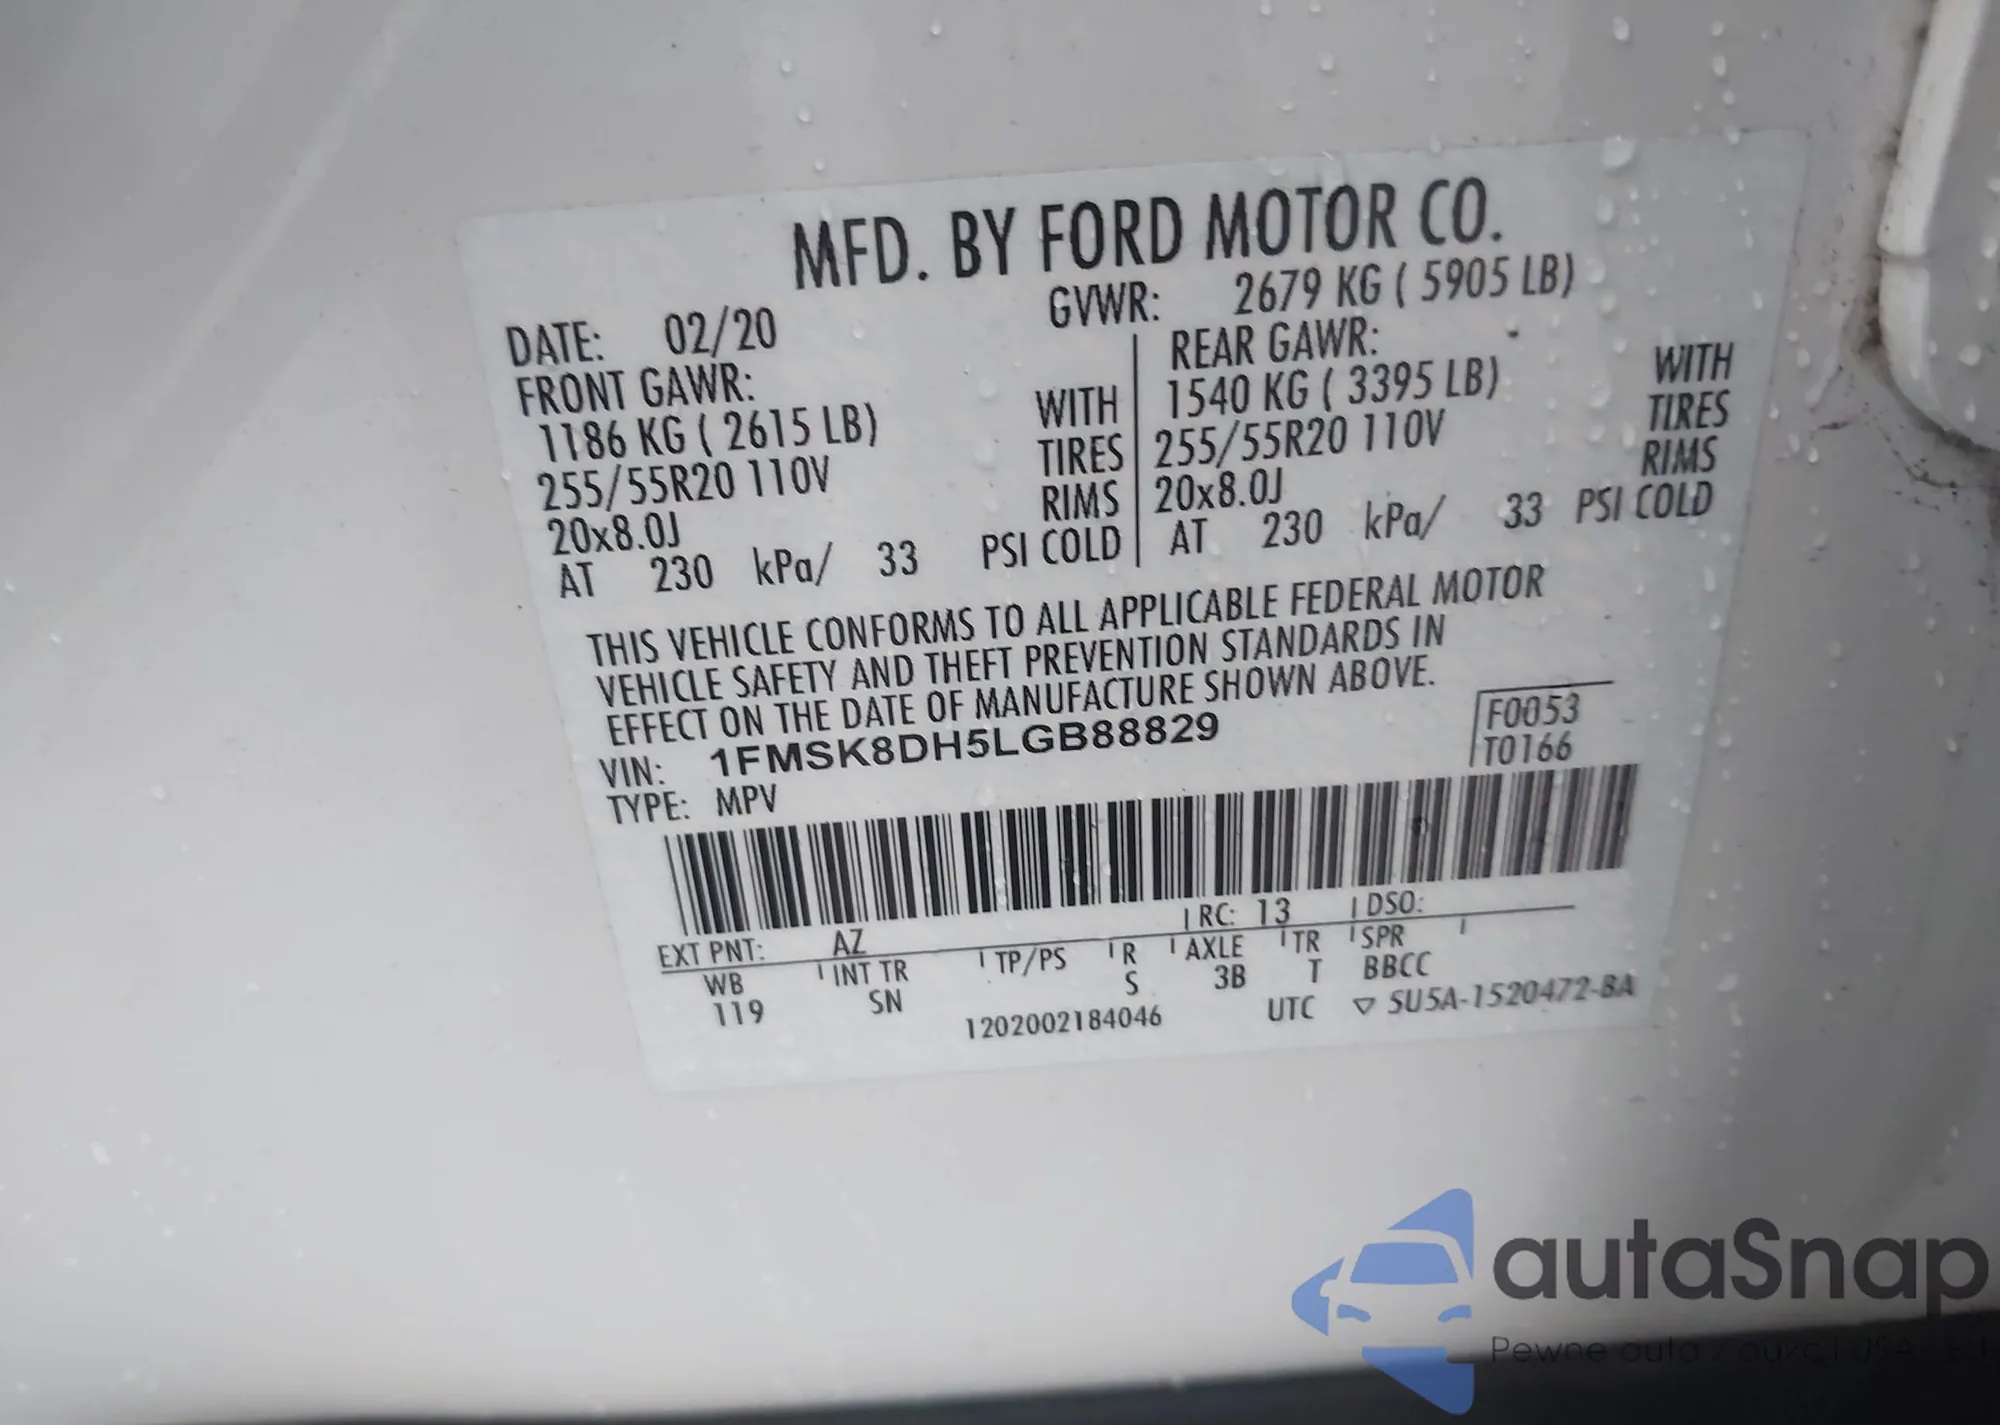 MFD. BY FORD MOTOR CO.
DATE: 02/20 GVWR: 2679 KG ( 5905 LB)
FRONT GAWR: REAR GAWR:
1186 KG ( 2615 LB) WITH 1540 KG ( 3395 LB) WITH
255/55R20 110V TIRES 255/55R20 110V TIRES
20x8.0J RIMS 20x8.0J RIMS
AT 230 kPa/ 33 PSI COLD AT 230 kPa/ 33 PSI COLD
THIS VEHICLE CONFORMS TO ALL APPLICABLE FEDERAL MOTOR
VEHICLE SAFETY AND THEFT PREVENTION STANDARDS IN
EFFECT ON THE DATE OF MANUFACTURE SHOWN ABOVE.
VIN: 1FMSK8DH5LGB88829 F0053
TYPE: MPV T0166
EXT PNT: AZ RC: 13 DSO:
WB INT TR TP/PS R AXLE TR SPR
119 SN S 3B T BBCC
1202002184046 UTC ▽ 5U5A-1520472-BA
autaSnap
Pewne auta z aukcji USA